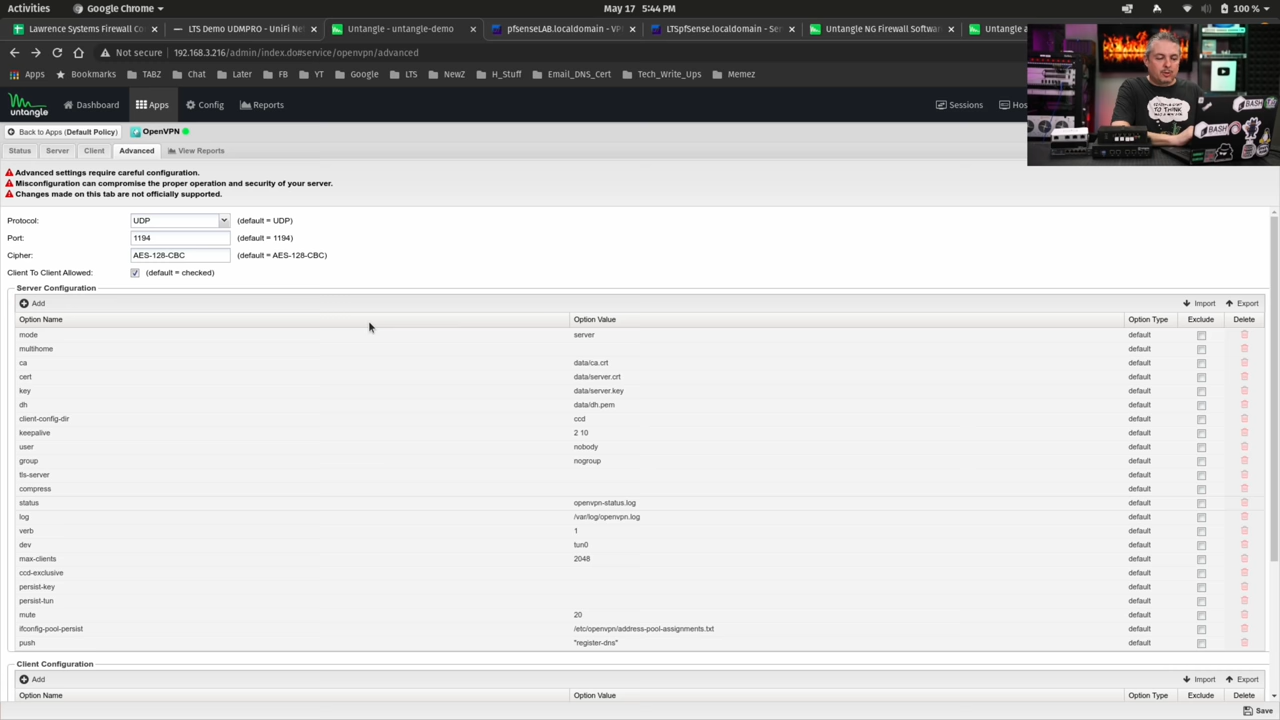 Activities
Google Chrome
May 17 5:44 PM
100 %
Lawrence Systems Firewall Co
LTS Demo UDMPRO - UniFi Net
Untangle - untangle-demo
pfsense.localdomain - VPN
LTSpfSense.localdomain - Se
Untangle NG Firewall Softwa
Untangle
Not secure
192.168.3.216/admin/index.do#service/openvpn/advanced
Apps
Bookmarks
TABZ
Chat
Later
FB
YT
LTS
H_Cert
UT_DNS_Cert
Tech_Write_Ups
homez
untangle
Dashboard
Apps
Config
Reports
Sessions
Back to Apps (Default Policy)
OpenVPN
Status
Server
Client
Advanced
View Reports
Advanced settings require careful configuration.
Misconfiguration can compromise the proper operation and security of your server.
Changes made on this tab are not officially supported.
Protocol: UDP (default = UDP)
Port: 1194 (default = 1194)
Cipher: AES-128-CBC (default = AES-128-CBC)
Client To Client Allowed: (default = checked)
Server Configuration
Add Import Export
Option Name Option Value Option Type Exclude Delete
mode server default
multihome default
ca data/ca.crt default
cert data/server.crt default
key data/server.key default
dh data/dh.pem default
client-config-dir ccd default
keepalive 2 10 default
user nobody default
group nogroup default
tls-server default
compress default
status openvpn-status.log default
log /var/log/openvpn.log default
verb 1 default
dev tun0 default
max-clients 2048 default
ccd-exclusive default
persist-key default
persist-tun default
mute 20 default
ifconfig-pool-persist /etc/openvpn/address-pool-assignments.txt default
push "register-dns" default
Client Configuration
Add Import Export
Option Name Option Value Option Type Exclude Delete
Save
TO THINK
BASH
BASH